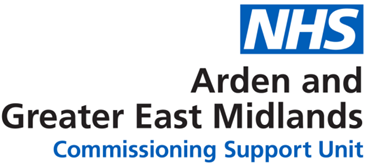 NHS
Arden and
Greater East Midlands
Commissioning Support Unit